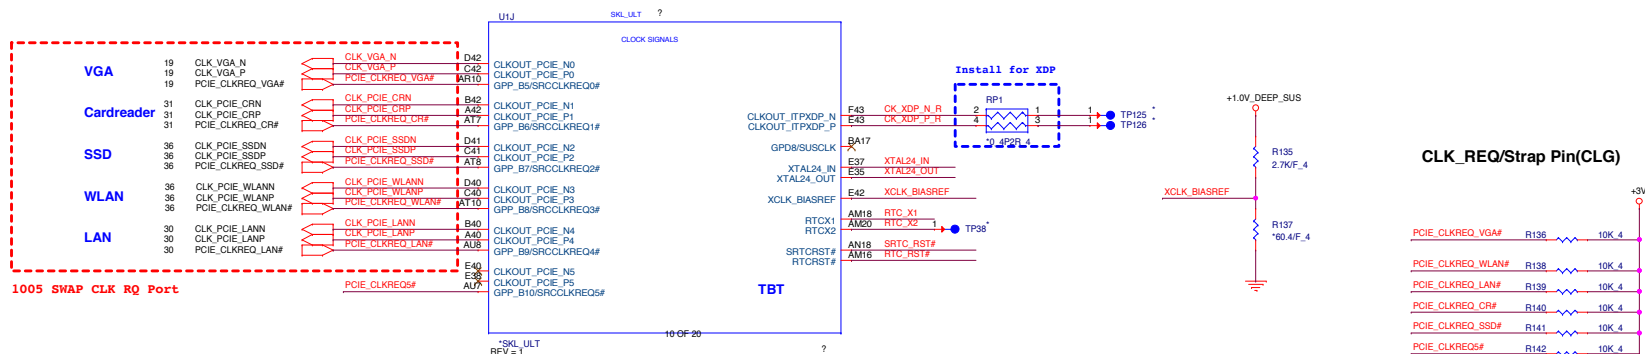 U1J
SKL_ULT ?
CLOCK SIGNALS
VGA
19 CLK_VGA_N CLK_VGA_N D42 CLKOUT_PCIE_N0
19 CLK_VGA_P CLK_VGA_P C42 CLKOUT_PCIE_P0
19 PCIE_CLKREQ_VGA# PCIE_CLKREQ_VGA# AR10 GPP_B5/SRCCLKREQ0#
Cardreader
31 CLK_PCIE_CRN CLK_PCIE_CRN B42 CLKOUT_PCIE_N1
31 CLK_PCIE_CRP CLK_PCIE_CRP A42 CLKOUT_PCIE_P1
31 PCIE_CLKREQ_CR# PCIE_CLKREQ_CR# AT7 GPP_B6/SRCCLKREQ1#
SSD
36 CLK_PCIE_SSDN CLK_PCIE_SSDN D41 CLKOUT_PCIE_N2
36 CLK_PCIE_SSDP CLK_PCIE_SSDP C41 CLKOUT_PCIE_P2
36 PCIE_CLKREQ_SSD# PCIE_CLKREQ_SSD# AT8 GPP_B7/SRCCLKREQ2#
WLAN
36 CLK_PCIE_WLANN CLK_PCIE_WLANN D40 CLKOUT_PCIE_N3
36 CLK_PCIE_WLANP CLK_PCIE_WLANP C40 CLKOUT_PCIE_P3
36 PCIE_CLKREQ_WLAN# PCIE_CLKREQ_WLAN# AT10 GPP_B8/SRCCLKREQ3#
LAN
30 CLK_PCIE_LANN CLK_PCIE_LANN B40 CLKOUT_PCIE_N4
30 CLK_PCIE_LANP CLK_PCIE_LANP A40 CLKOUT_PCIE_P4
30 PCIE_CLKREQ_LAN# PCIE_CLKREQ_LAN# AU8 GPP_B9/SRCCLKREQ4#
E40 CLKOUT_PCIE_N5
E38 CLKOUT_PCIE_P5
PCIE_CLKREQ5# AU7 GPP_B10/SRCCLKREQ5#
1005 SWAP CLK RQ Port
Install for XDP
RP1
CLKOUT_ITPXDP_N F43 CK_XDP_N_R 2 1 1 TP125 *
CLKOUT_ITPXDP_P E43 CK_XDP_P_R 4 3 1 TP126 *
*0_4P2R_4
GPD8/SUSCLK BA17
XTAL24_IN E37 XTAL24_IN
XTAL24_OUT E35 XTAL24_OUT
XCLK_BIASREF E42 XCLK_BIASREF
RTCX1 AM18 RTC_X1
RTCX2 AM20 RTC_X2 1 TP38 *
SRTCRST# AN18 SRTC_RST#
RTCRST# AM16 RTC_RST#
TBT
10 OF 20
*SKL_ULT
REV = 1 ?
+1.0V_DEEP_SUS
R135
2.7K/F_4
XCLK_BIASREF
R137
*60.4/F_4
CLK_REQ/Strap Pin(CLG)
PCIE_CLKREQ_VGA# R136 10K_4
PCIE_CLKREQ_WLAN# R138 10K_4
PCIE_CLKREQ_LAN# R139 10K_4
PCIE_CLKREQ_CR# R140 10K_4
PCIE_CLKREQ_SSD# R141 10K_4
PCIE_CLKREQ5# R142 10K_4